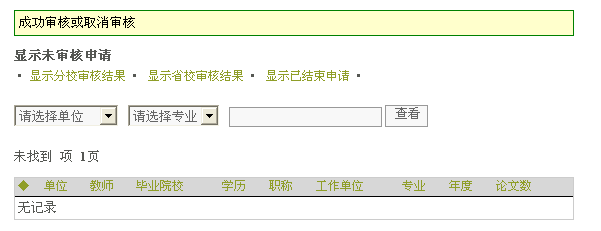 成功审核或取消审核
显示未审核申请
▪ 显示分校审核结果 ▪ 显示省校审核结果 ▪ 显示已结束申请 ▪
请选择单位 请选择专业 查看
未找到 项 1页
◆ 单位 教师 毕业院校 学历 职称 工作单位 专业 年度 论文数
无记录